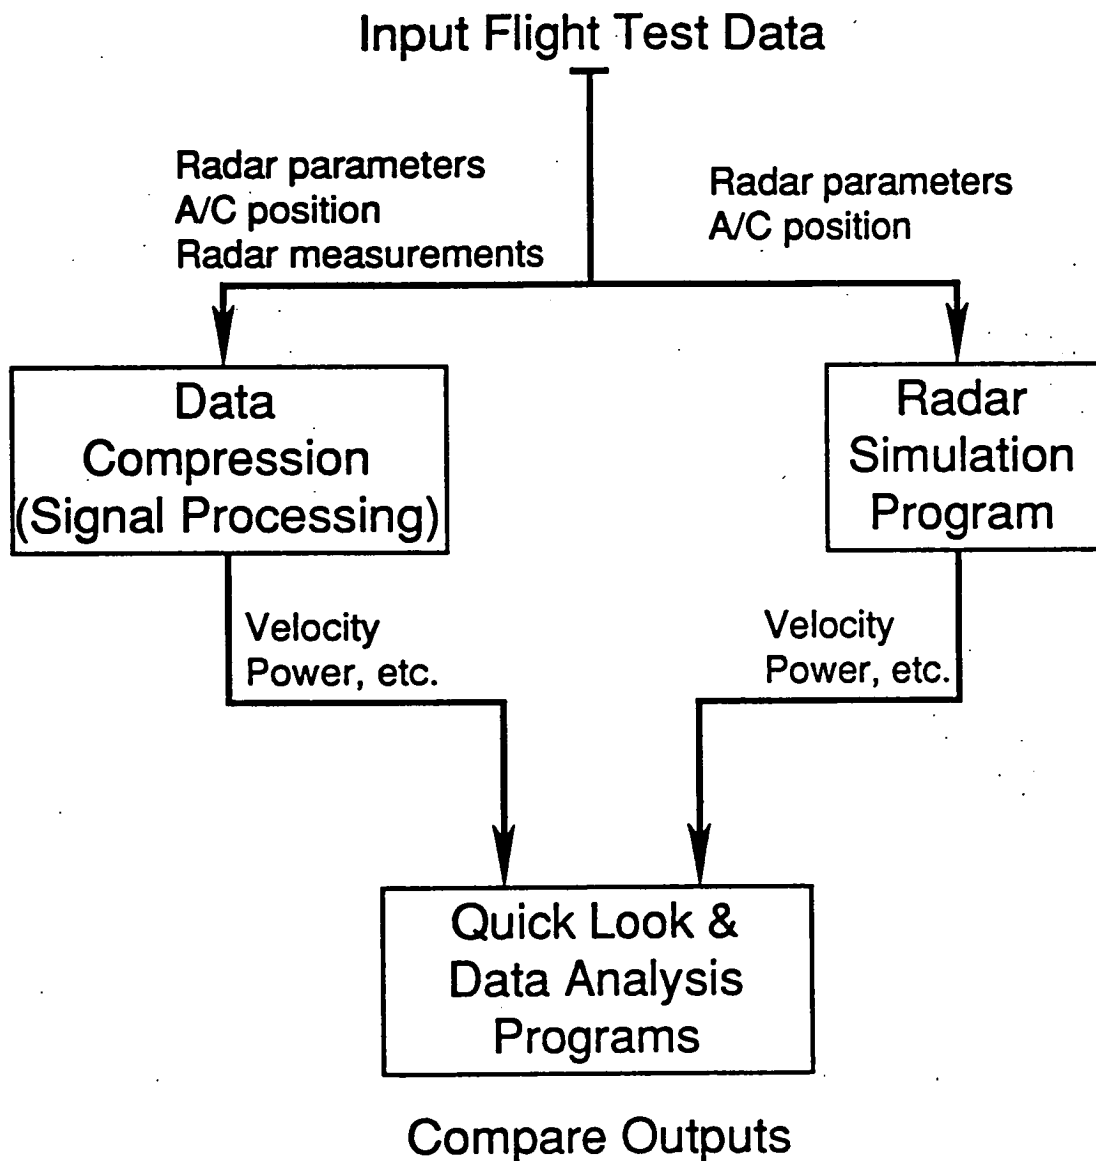 Input Flight Test Data
Radar parameters
A/C position
Radar measurements
Radar parameters
A/C position
Data
Compression
(Signal Processing)
Radar
Simulation
Program
Velocity
Power, etc.
Velocity
Power, etc.
Quick Look &
Data Analysis
Programs
Compare Outputs